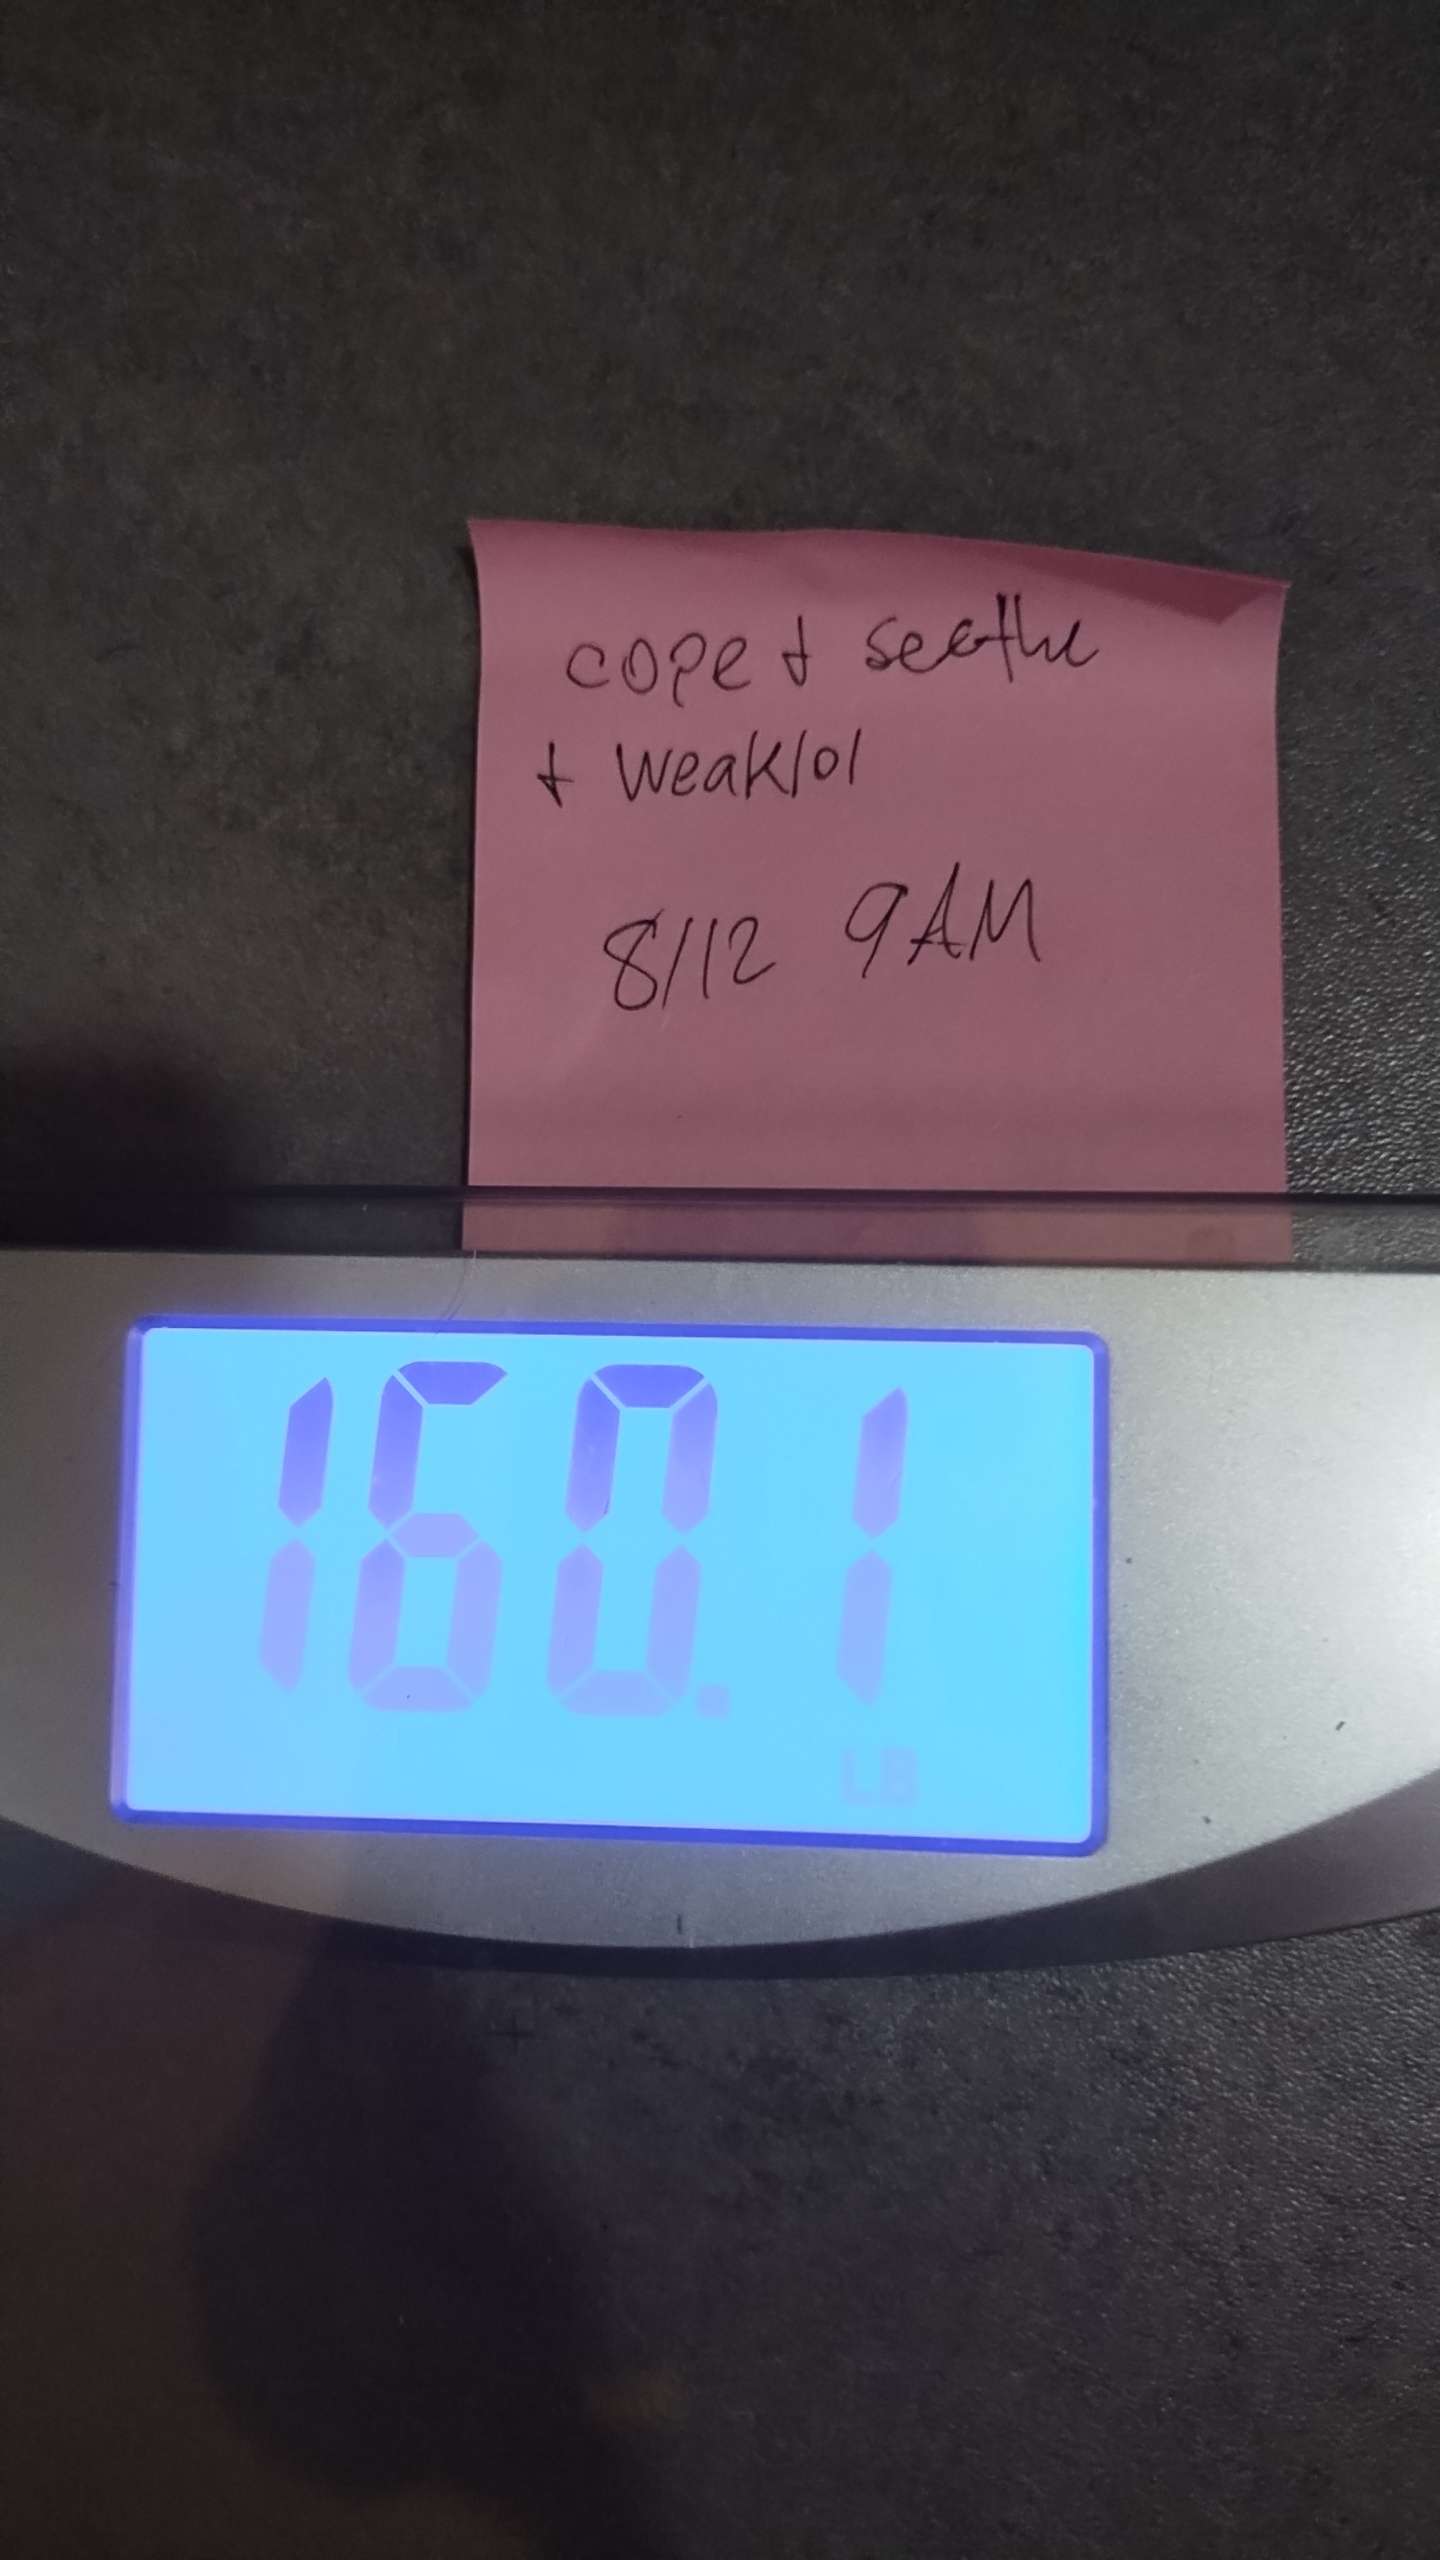 cope + seethe
+ weaklol
8/12 9AM
160.1
LB